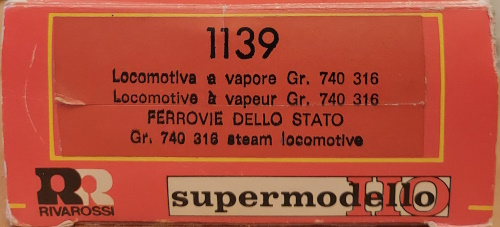 1139
Locomotiva a vapore Gr. 740 316
Locomotive à vapeur Gr. 740 316
FERROVIE DELLO STATO
Gr. 740 316 steam locomotive
RR
RIVAROSSI
supermodello HO